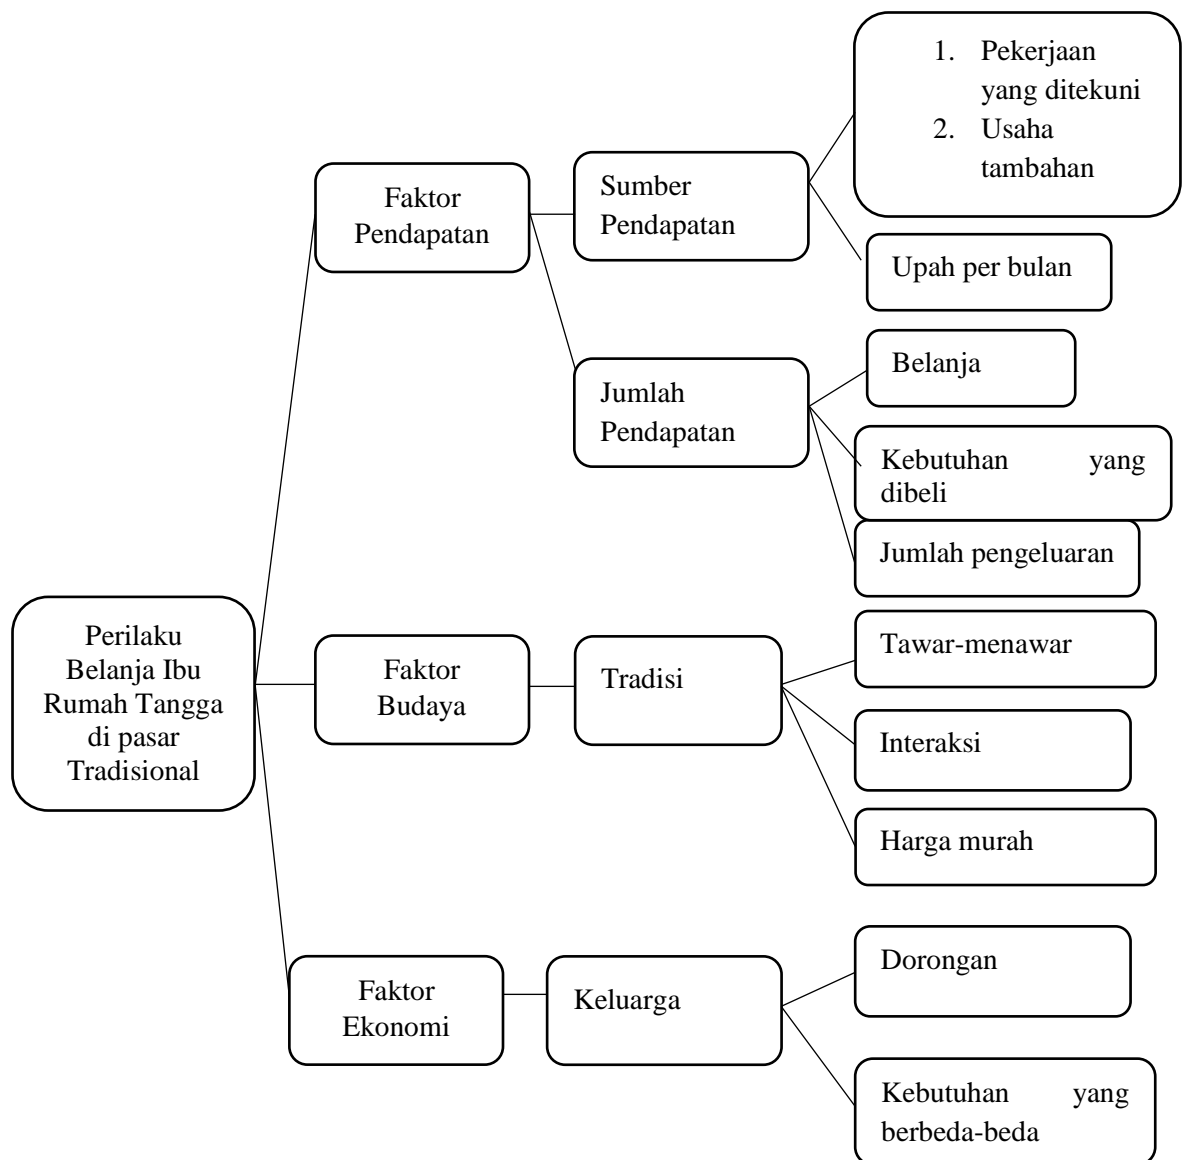 1. Pekerjaan
yang ditekuni
2. Usaha
tambahan
Faktor
Pendapatan
Sumber
Pendapatan
Upah per bulan
Belanja
Jumlah
Pendapatan
Kebutuhan yang
dibeli
Jumlah pengeluaran
Perilaku
Belanja Ibu
Rumah Tangga
di pasar
Tradisional
Faktor
Budaya
Tradisi
Tawar-menawar
Interaksi
Harga murah
Faktor
Ekonomi
Keluarga
Dorongan
Kebutuhan yang
berbeda-beda